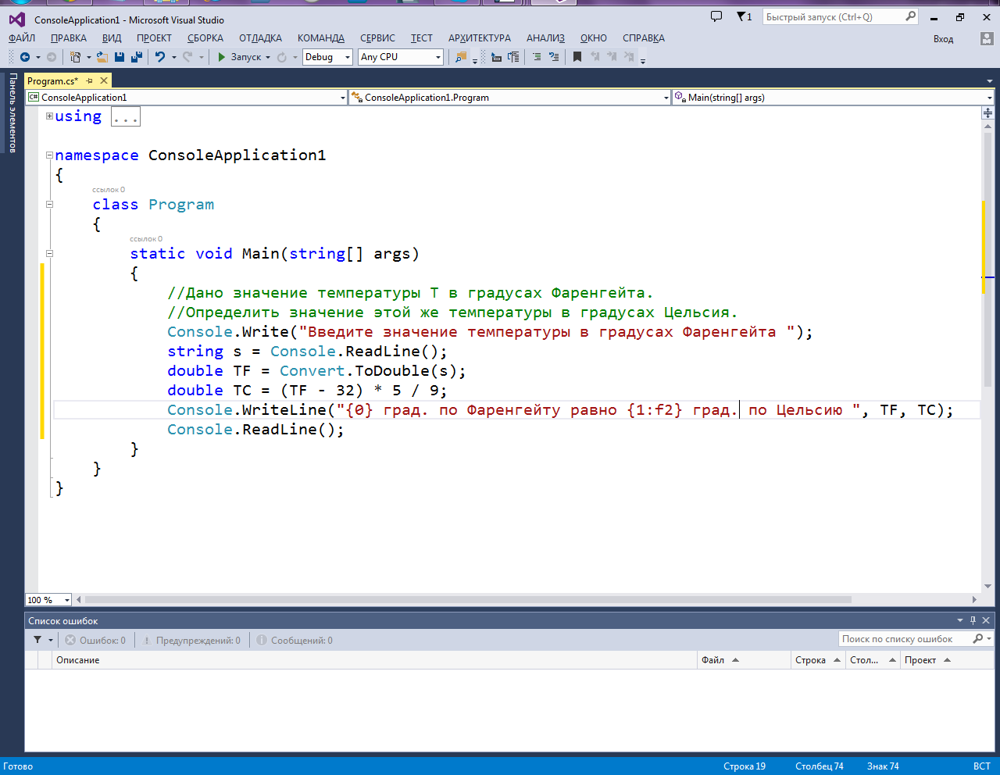 ConsoleApplication1 - Microsoft Visual Studio
1
Быстрый запуск (Ctrl+Q)
ФАЙЛ ПРАВКА ВИД ПРОЕКТ СБОРКА ОТЛАДКА КОМАНДА СЕРВИС ТЕСТ АРХИТЕКТУРА АНАЛИЗ ОКНО СПРАВКА
Вход
Запуск Debug Any CPU
Панель элементов
Program.cs*
C# ConsoleApplication1 ConsoleApplication1.Program Main(string[] args)
using ...
namespace ConsoleApplication1
{
ссылок 0
class Program
{
ссылок 0
static void Main(string[] args)
{
//Дано значение температуры Т в градусах Фаренгейта.
//Определить значение этой же температуры в градусах Цельсия.
Console.Write("Введите значение температуры в градусах Фаренгейта ");
string s = Console.ReadLine();
double TF = Convert.ToDouble(s);
double TC = (TF - 32) * 5 / 9;
Console.WriteLine("{0} град. по Фаренгейту равно {1:f2} град. по Цельсию ", TF, TC);
Console.ReadLine();
}
}
}
100 %
Список ошибок
Ошибок: 0 Предупреждений: 0 Сообщений: 0
Поиск по списку ошибок
Описание Файл Строка Стол... Проект
Готово Строка 19 Столбец 74 Знак 74 ВСТ